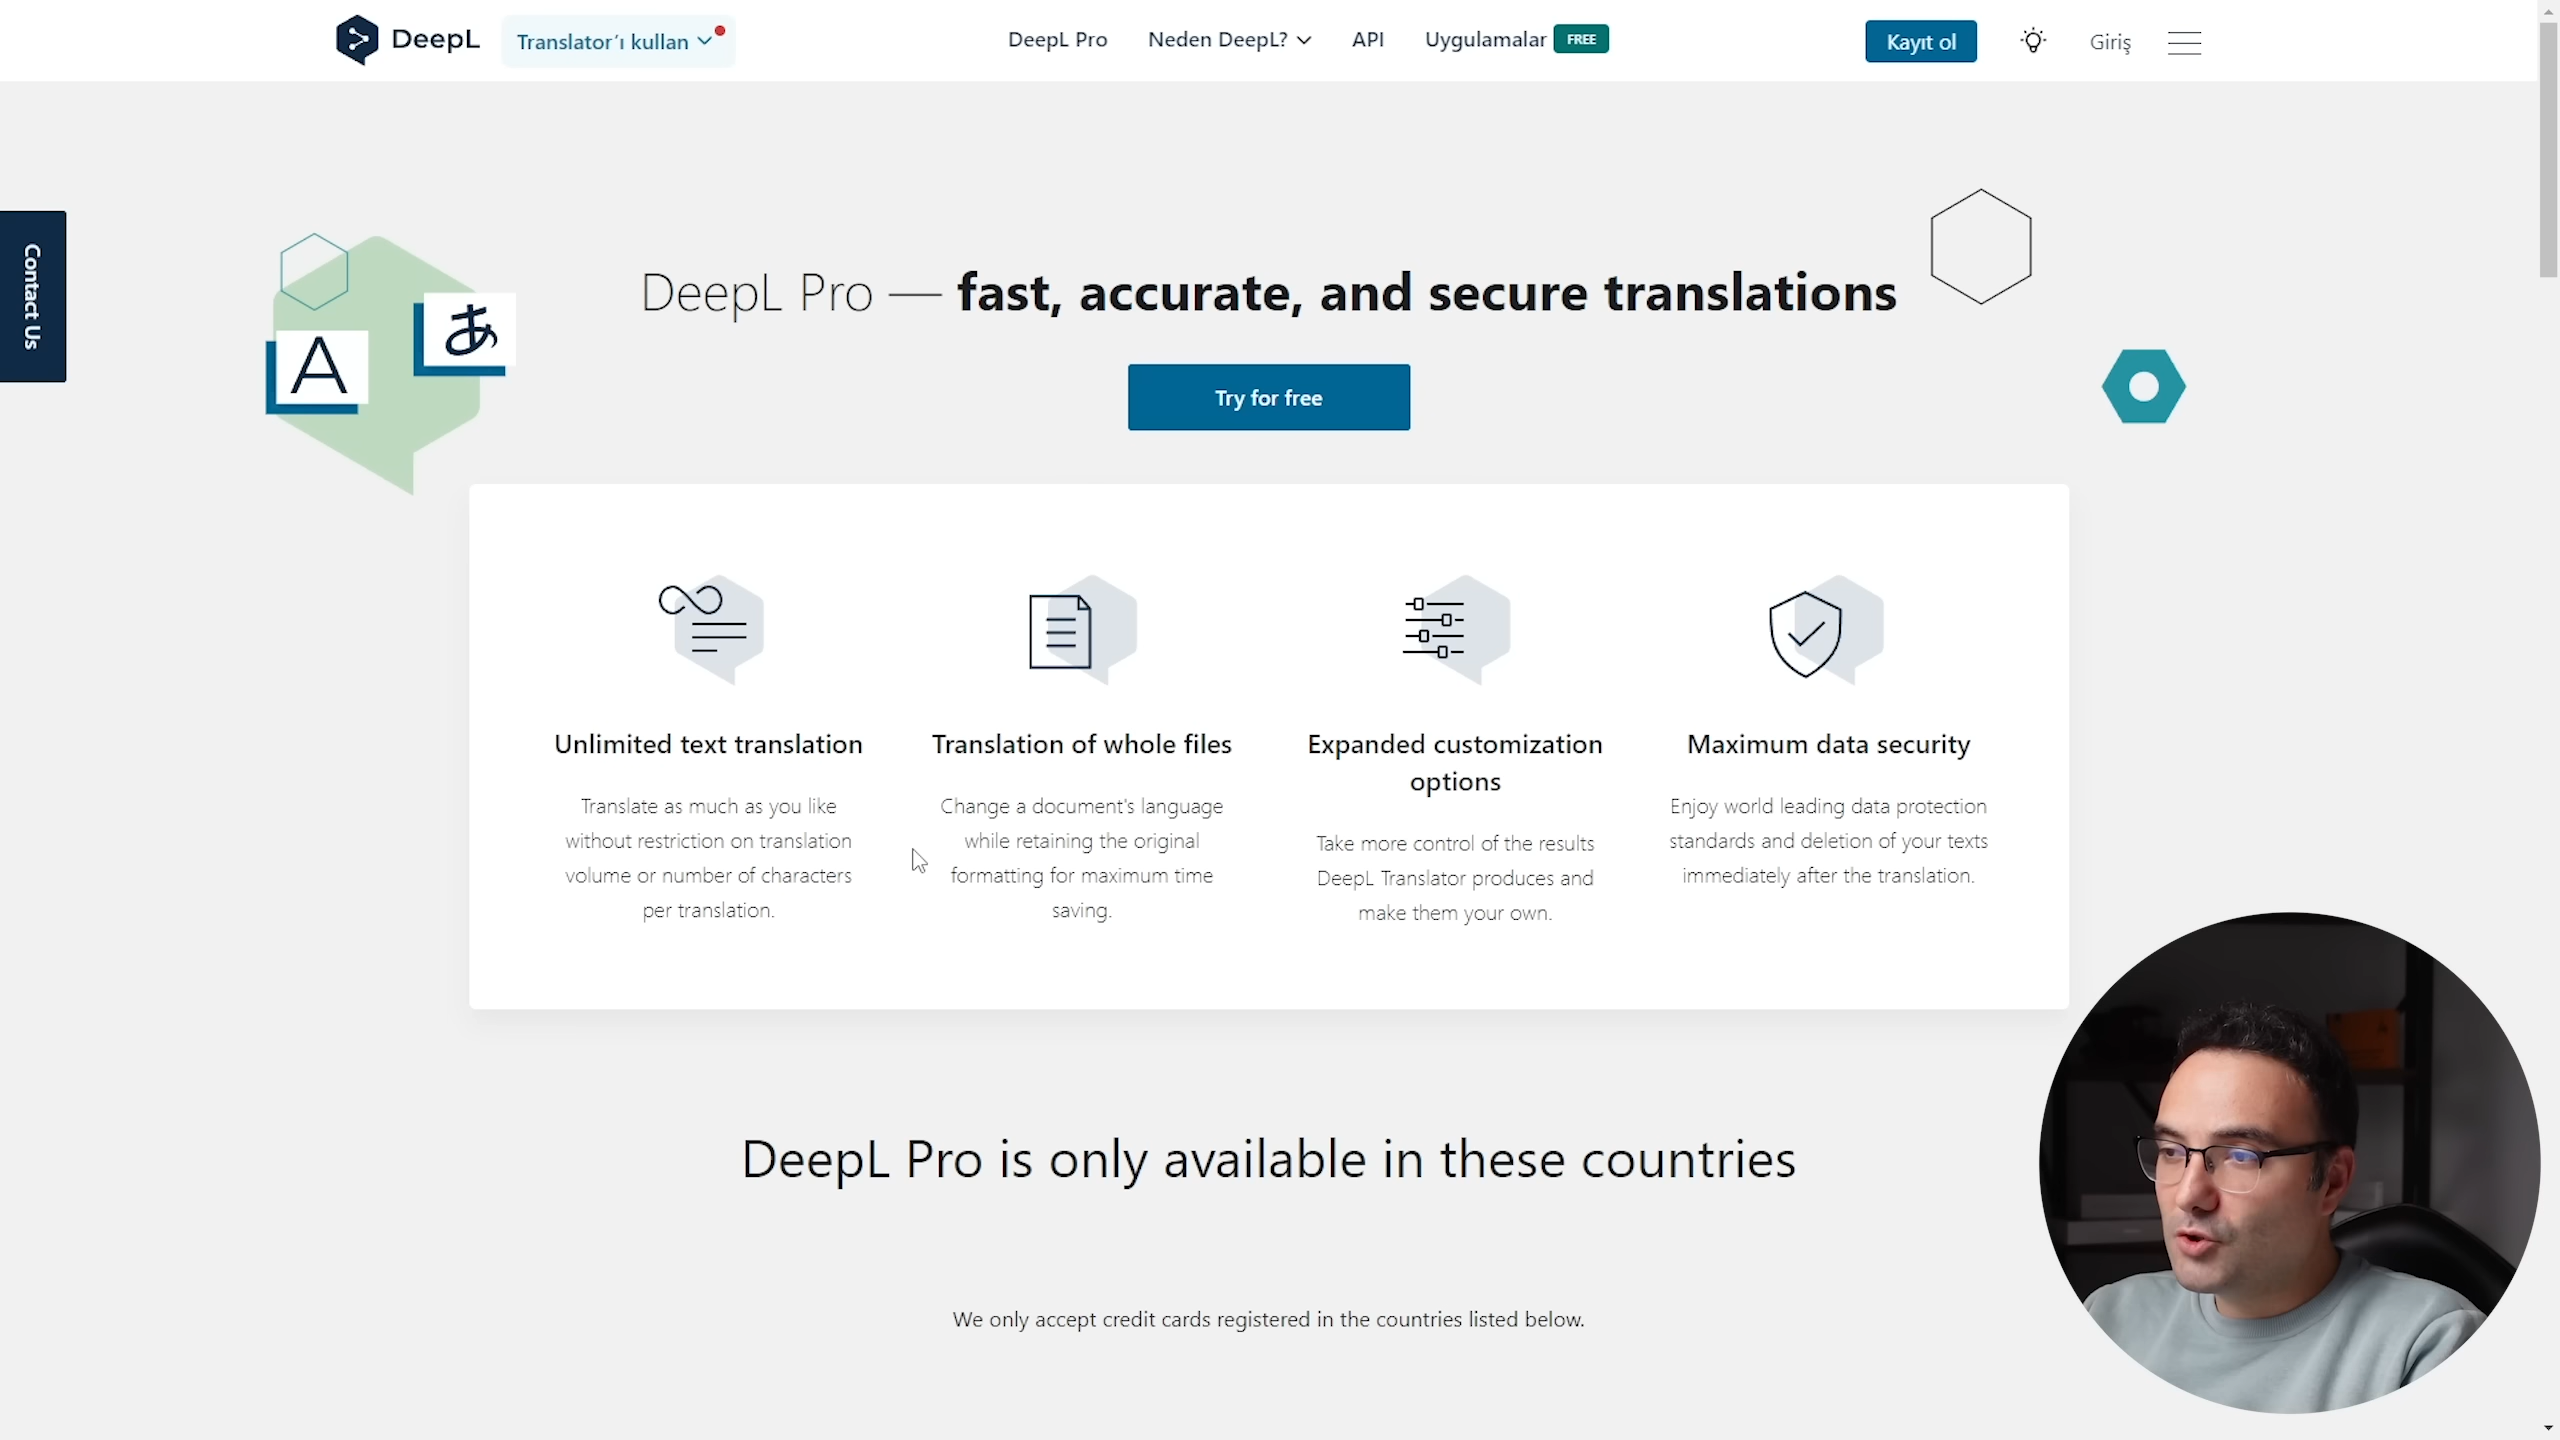 DeepL
Translator'ı kullan
DeepL Pro
Neden DeepL?
API
Uygulamalar FREE
Kayıt ol
Giriş
Contact Us
A
あ
DeepL Pro — fast, accurate, and secure translations
Try for free
Unlimited text translation
Translate as much as you like
without restriction on translation
volume or number of characters
per translation.
Translation of whole files
Change a document's language
while retaining the original
formatting for maximum time
saving.
Expanded customization
options
Take more control of the results
DeepL Translator produces and
make them your own.
Maximum data security
Enjoy world leading data protection
standards and deletion of your texts
immediately after the translation.
DeepL Pro is only available in these countries
We only accept credit cards registered in the countries listed below.